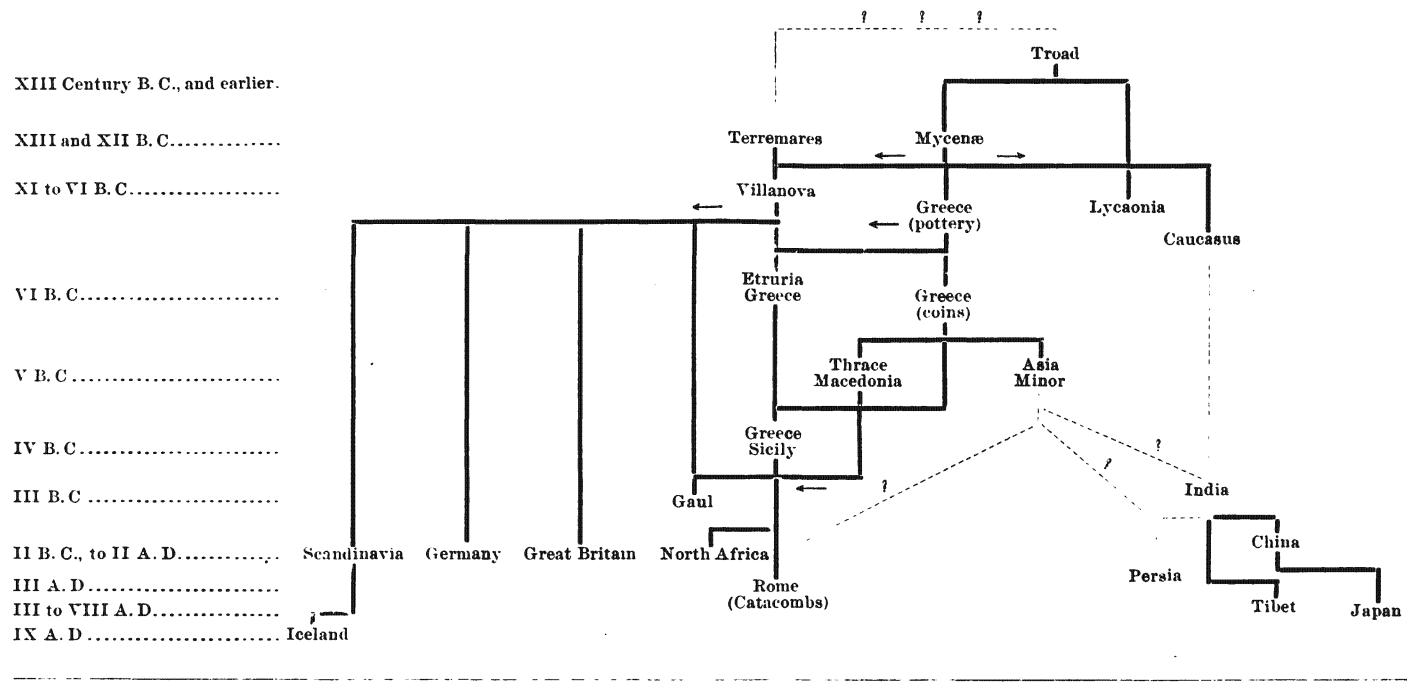 ? ? ?
Troad
XIII Century B. C., and earlier.
XIII and XII B. C.............
Terremares
Mycenæ
XI to VI B. C.................
Villanova
Greece
(pottery)
Lycaonia
Caucasus
VI B. C.......................
Etruria
Greece
Greece
(coins)
V B. C........................
Thrace
Macedonia
Asia
Minor
IV B. C.......................
Greece
Sicily
?
?
?
III B. C......................
Gaul
India
II B. C., to II A. D.............
Scandinavia
Germany
Great Britain
North Africa
China
III A. D......................
Rome
(Catacombs)
Persia
III to VIII A. D................
Tibet
Japan
IX A. D.......................
Iceland